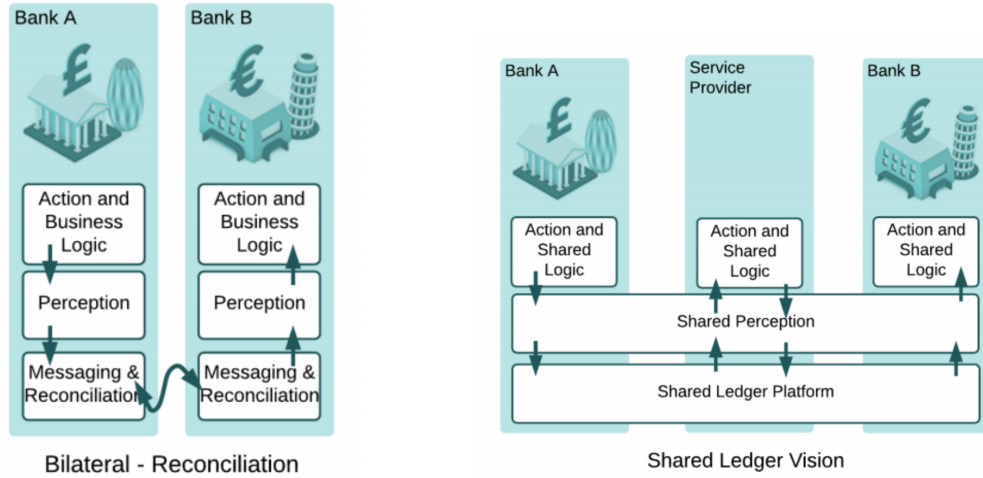 Bank A
Bank B
£
€
Action and
Business
Logic
Action and
Business
Logic
Perception
Perception
Messaging &
Reconciliation
Messaging &
Reconciliation
Bilateral - Reconciliation
Bank A
Service
Provider
Bank B
£
€
Action and
Shared
Logic
Action and
Shared
Logic
Action and
Shared
Logic
Shared Perception
Shared Ledger Platform
Shared Ledger Vision